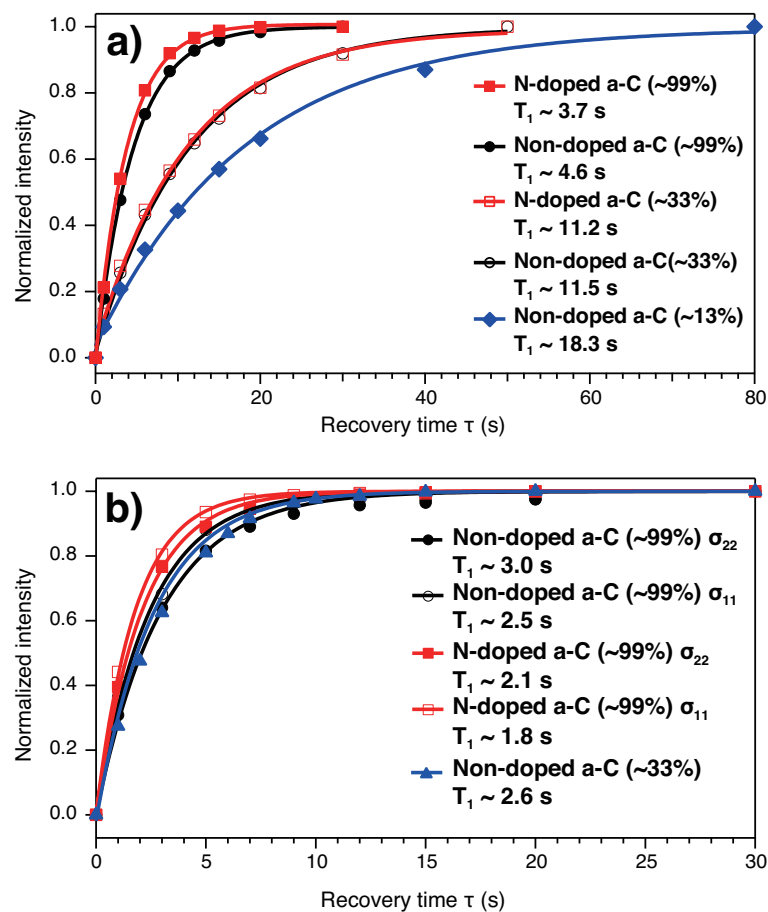 a)
1.0
0.8
0.6
0.4
0.2
0.0
Normalized intensity
N-doped a-C (~99%)
T₁ ~ 3.7 s
Non-doped a-C (~99%)
T₁ ~ 4.6 s
N-doped a-C (~33%)
T₁ ~ 11.2 s
Non-doped a-C(~33%)
T₁ ~ 11.5 s
Non-doped a-C (~13%)
T₁ ~ 18.3 s
0 20 40 60 80
Recovery time τ (s)
b)
1.0
0.8
0.6
0.4
0.2
0.0
Normalized intensity
Non-doped a-C (~99%) σ₂₂
T₁ ~ 3.0 s
Non-doped a-C (~99%) σ₁₁
T₁ ~ 2.5 s
N-doped a-C (~99%) σ₂₂
T₁ ~ 2.1 s
N-doped a-C (~99%) σ₁₁
T₁ ~ 1.8 s
Non-doped a-C (~33%)
T₁ ~ 2.6 s
0 5 10 15 20 25 30
Recovery time τ (s)